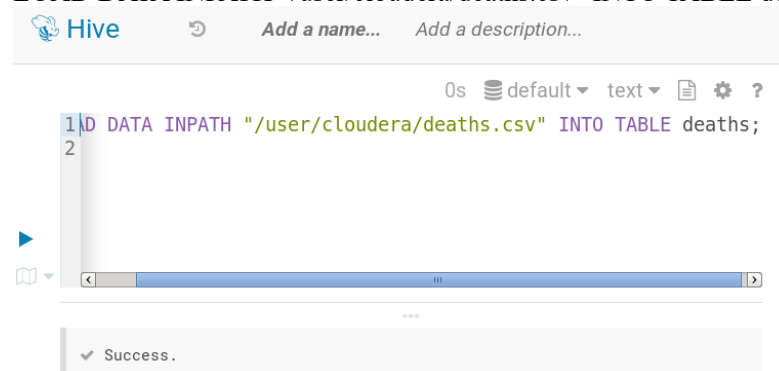 Hive Add a name... Add a description...
0s default text ?
1 AD DATA INPATH "/user/cloudera/deaths.csv" INTO TABLE deaths;
2
Success.